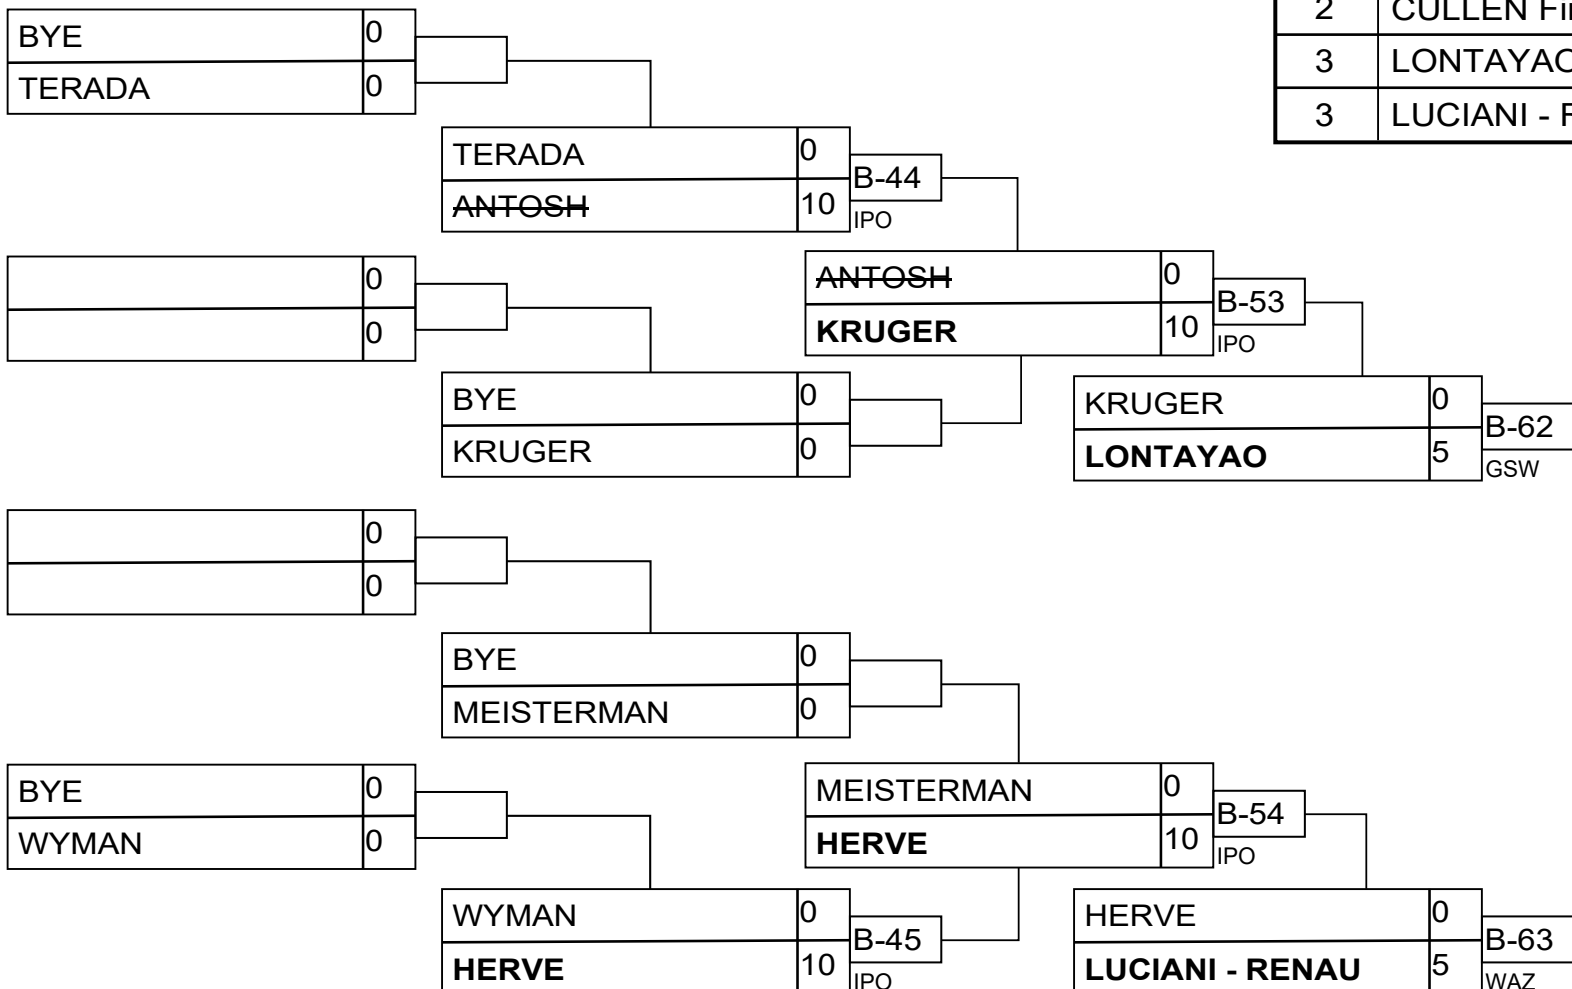 2 CULLEN
3 LONTAYAO
3 LUCIANI -
BYE 0
TERADA 0
TERADA 0
ANTOSH 10
B-44
IPO
0
0
ANTOSH 0
KRUGER 10
B-53
IPO
BYE 0
KRUGER 0
KRUGER 0
LONTAYAO 5
B-62
GSW
0
0
BYE 0
MEISTERMAN 0
BYE 0
WYMAN 0
MEISTERMAN 0
HERVE 10
B-54
IPO
WYMAN 0
HERVE 10
B-45
IPO
HERVE 0
LUCIANI - RENAU 5
B-63
WAZ